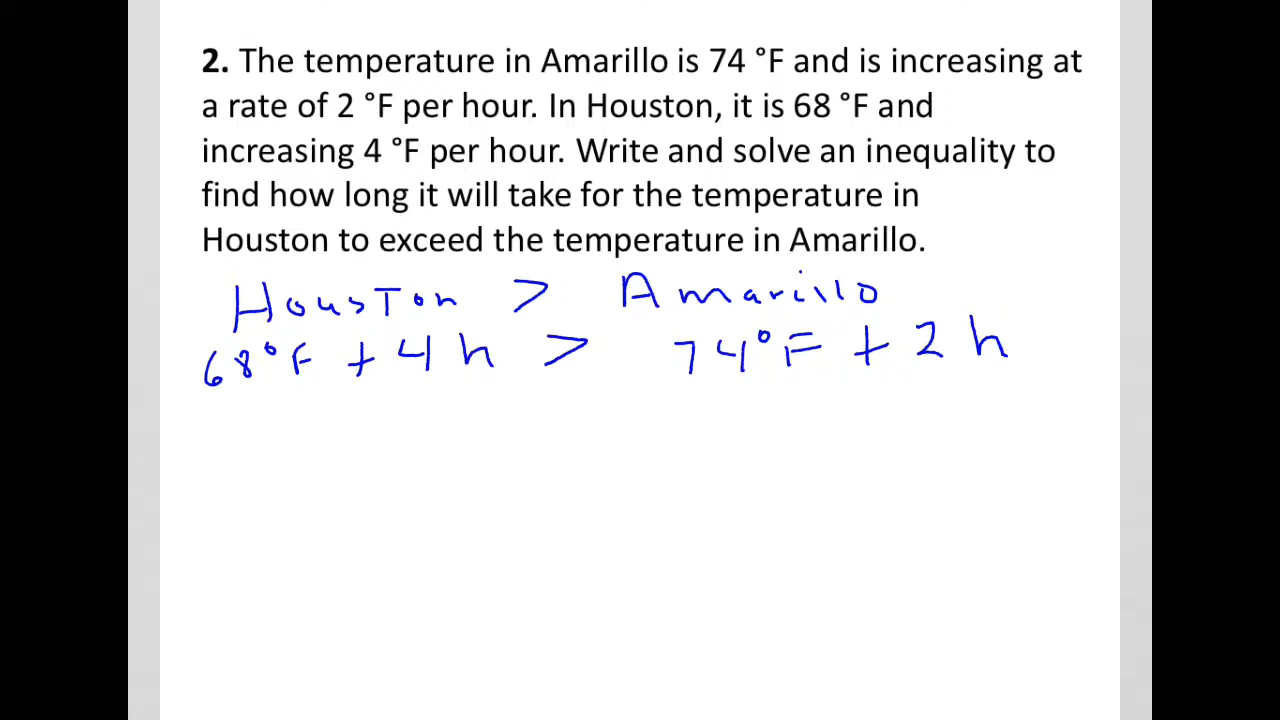 2. The temperature in Amarillo is 74 °F and is increasing at
a rate of 2 °F per hour. In Houston, it is 68 °F and
increasing 4 °F per hour. Write and solve an inequality to
find how long it will take for the temperature in
Houston to exceed the temperature in Amarillo.
Houston > Amarillo
68°F + 4h > 74°F + 2h